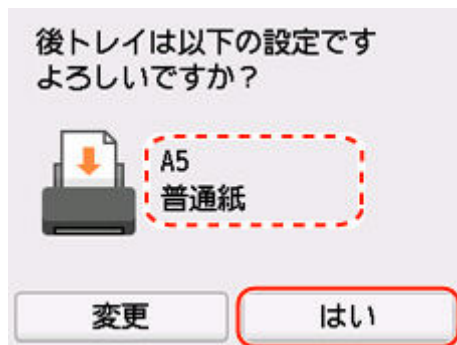 後トレイは以下の設定です
よろしいですか？
A5
普通紙
変更
はい